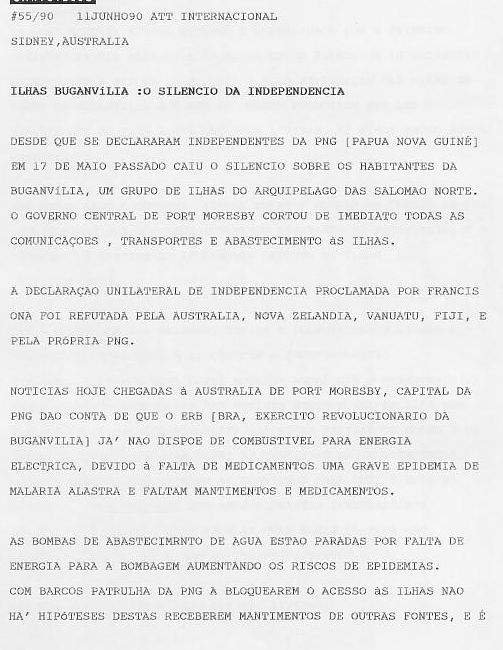 #55/90 11JUNHO90 ATT INTERNACIONAL
SIDNEY,AUSTRALIA
ILHAS BUGANVíLIA :O SILENCIO DA INDEPENDENCIA
DESDE QUE SE DECLARARAM INDEPENDENTES DA PNG [PAPUA NOVA GUINÉ]
EM 17 DE MAIO PASSADO CAIU O SILENCIO SOBRE OS HABITANTES DA
BUGANVíLIA, UM GRUPO DE ILHAS DO ARQUIPELAGO DAS SALOMAO NORTE.
O GOVERNO CENTRAL DE PORT MORESBY CORTOU DE IMEDIATO TODAS AS
COMUNICAÇOES , TRANSPORTES E ABASTECIMENTO àS ILHAS.
A DECLARAÇAO UNILATERAL DE INDEPENDENCIA PROCLAMADA POR FRANCIS
ONA FOI REFUTADA PELA AUSTRALIA, NOVA ZELANDIA, VANUATU, FIJI, E
PELA PRóPRIA PNG.
NOTICIAS HOJE CHEGADAS à AUSTRALIA DE PORT MORESBY, CAPITAL DA
PNG DAO CONTA DE QUE O ERB [BRA, EXERCITO REVOLUCIONARIO DA
BUGANVILIA] JA' NAO DISPOE DE COMBUSTIVEL PARA ENERGIA
ELECTRICA, DEVIDO à FALTA DE MEDICAMENTOS UMA GRAVE EPIDEMIA DE
MALARIA ALASTRA E FALTAM MANTIMENTOS E MEDICAMENTOS.
AS BOMBAS DE ABASTECIMRNTO DE AGUA ESTAO PARADAS POR FALTA DE
ENERGIA PARA A BOMBAGEM AUMENTANDO OS RISCOS DE EPIDEMIAS.
COM BARCOS PATRULHA DA PNG A BLOQUEAREM O ACESSO àS ILHAS NAO
HA' HIPóTESES DESTAS RECEBEREM MANTIMENTOS DE OUTRAS FONTES, E É